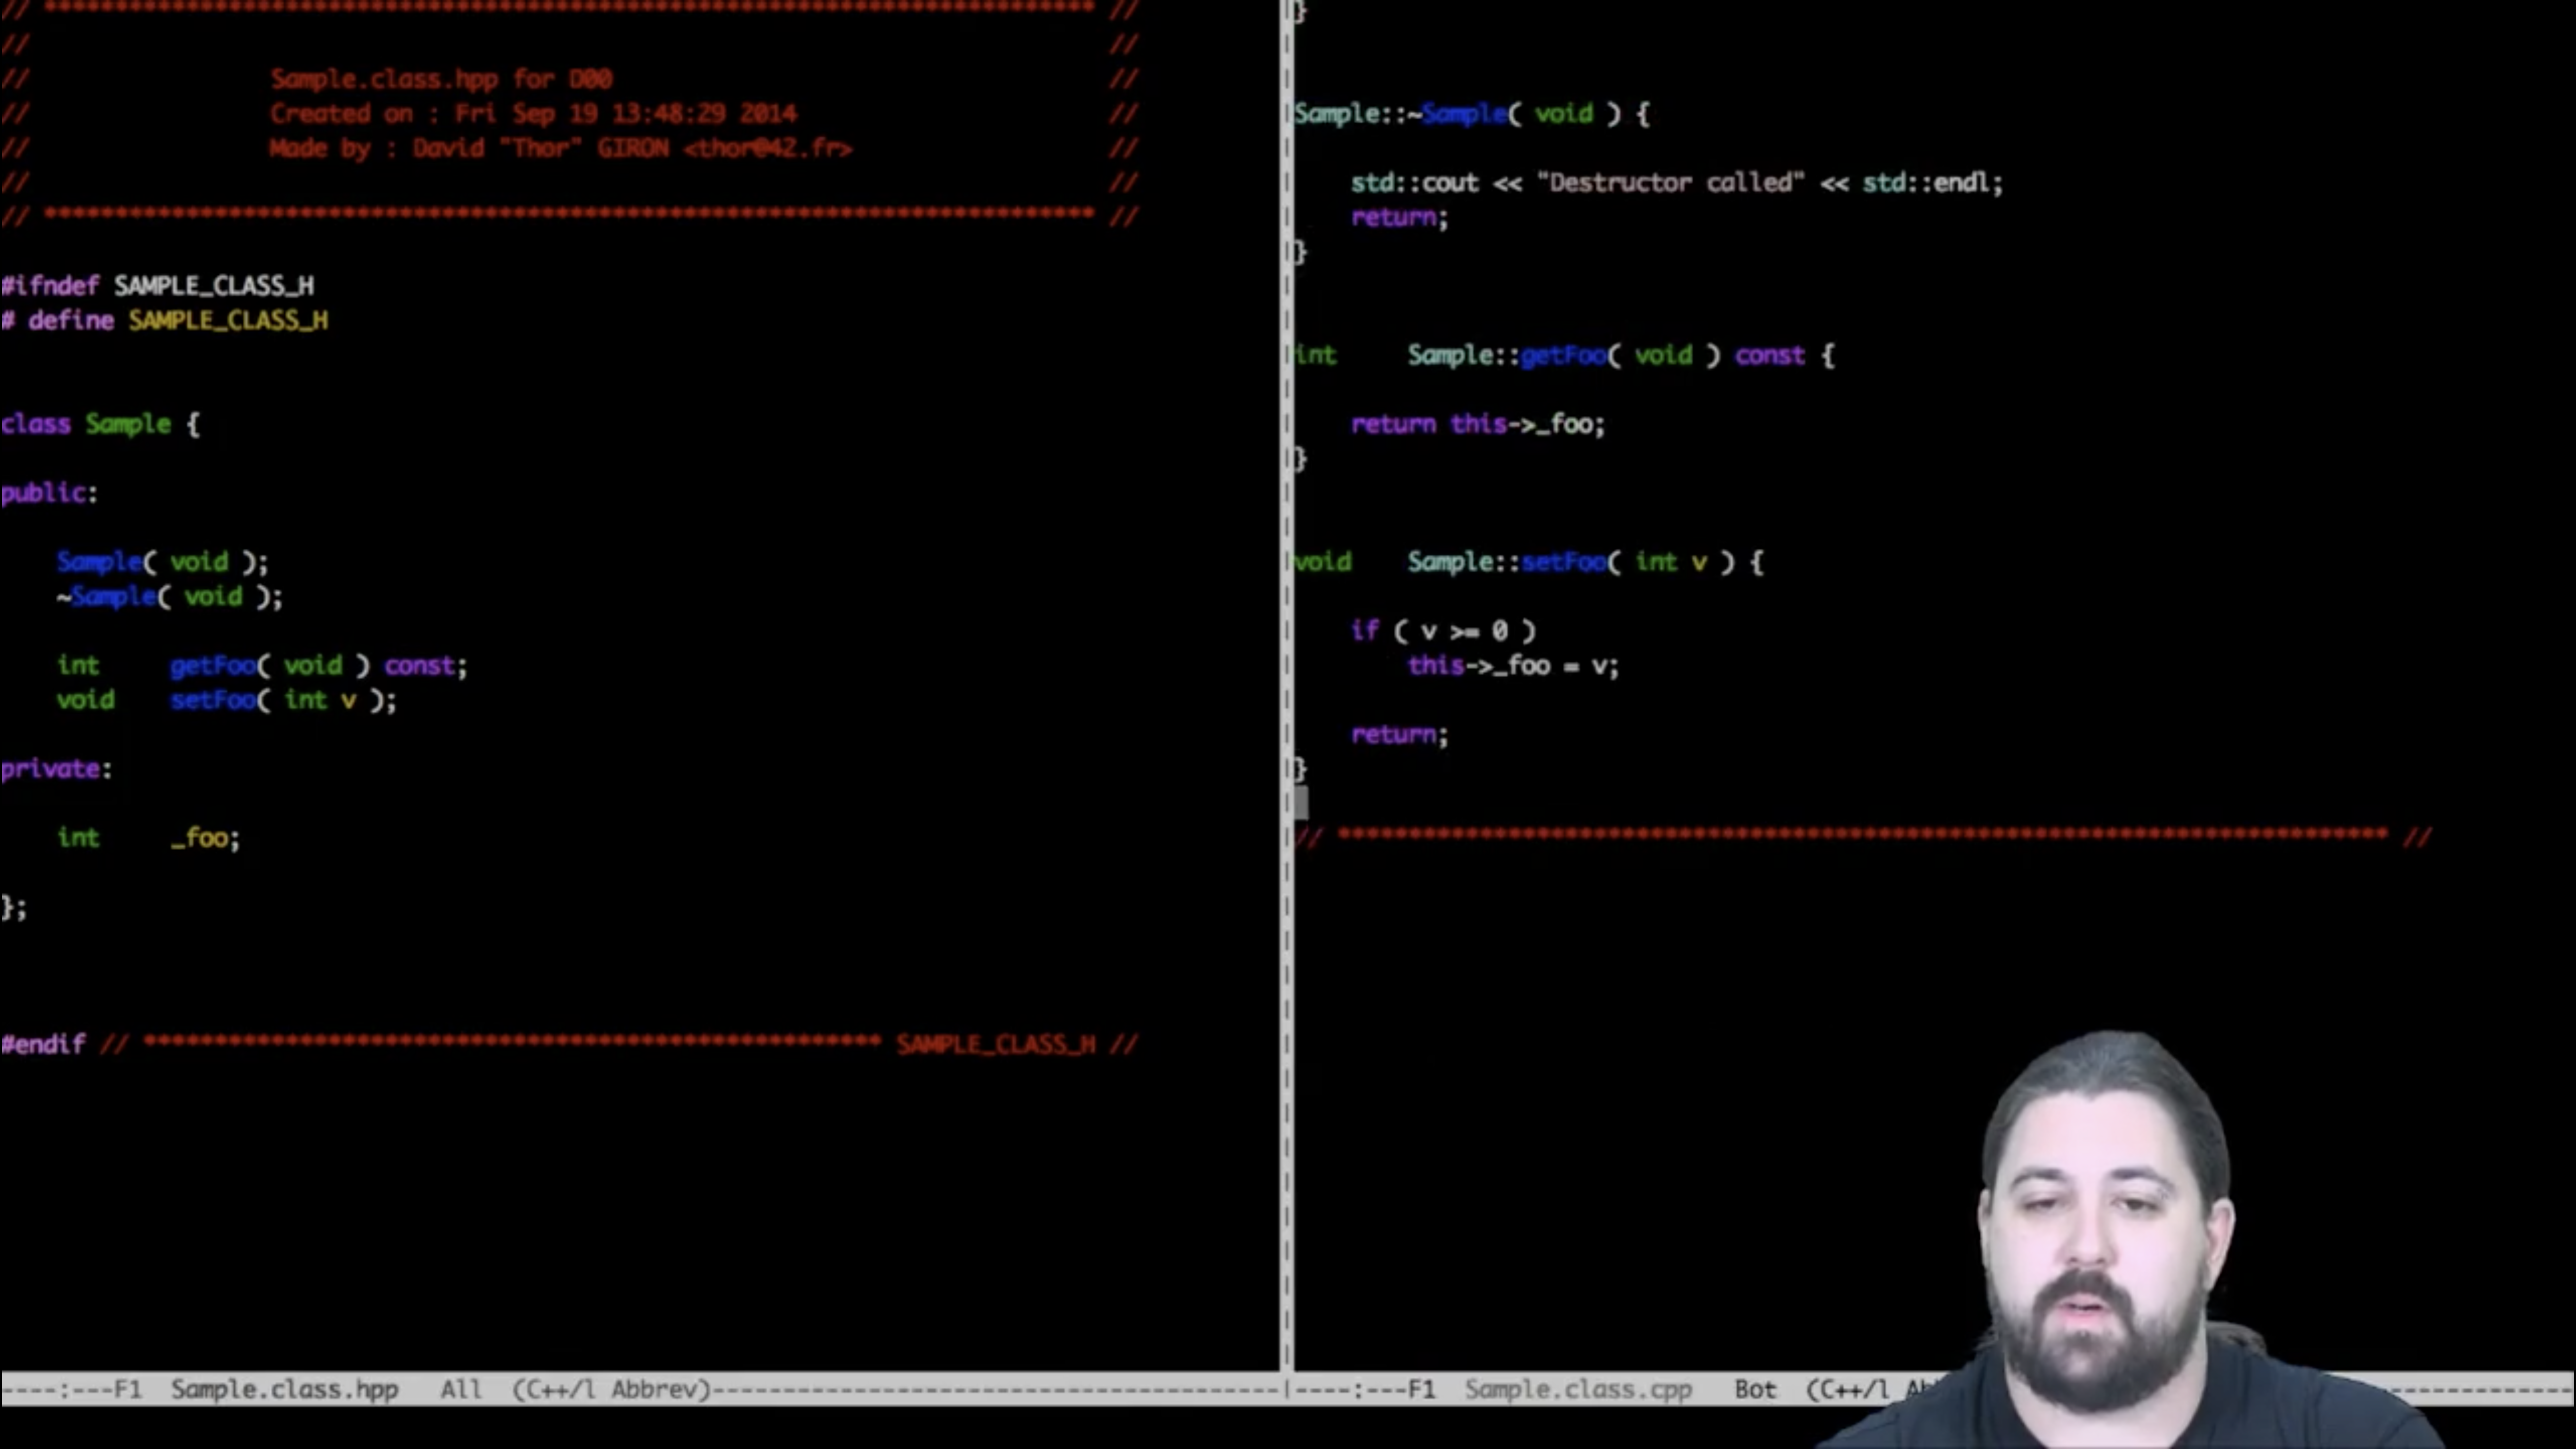 // ************************************************************************** //
// //
// Sample.class.hpp for D00 //
// Created on : Fri Sep 19 13:48:29 2014 //
// Made by : David "Thor" GIRON <thor@42.fr> //
// //
// ************************************************************************** //
#ifndef SAMPLE_CLASS_H
# define SAMPLE_CLASS_H
class Sample {
public:
Sample( void );
~Sample( void );
int getFoo( void ) const;
void setFoo( int v );
private:
int _foo;
};
#endif // **************************************************** SAMPLE_CLASS_H //
----:---F1 Sample.class.hpp All (C++/l Abbrev)----------------------------------------
}
Sample::~Sample( void ) {
std::cout << "Destructor called" << std::endl;
return;
}
int Sample::getFoo( void ) const {
return this->_foo;
}
void Sample::setFoo( int v ) {
if ( v >= 0 )
this->_foo = v;
return;
}
// ************************************************************************** //
----:---F1 Sample.class.cpp Bot (C++/l Ab